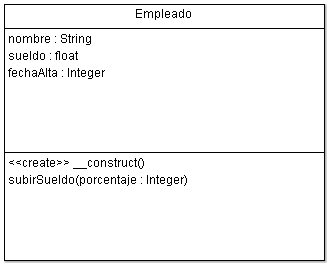 Empleado
nombre : String
sueldo : float
fechaAlta : Integer
<<create>> __construct()
subirSueldo(porcentaje : Integer)